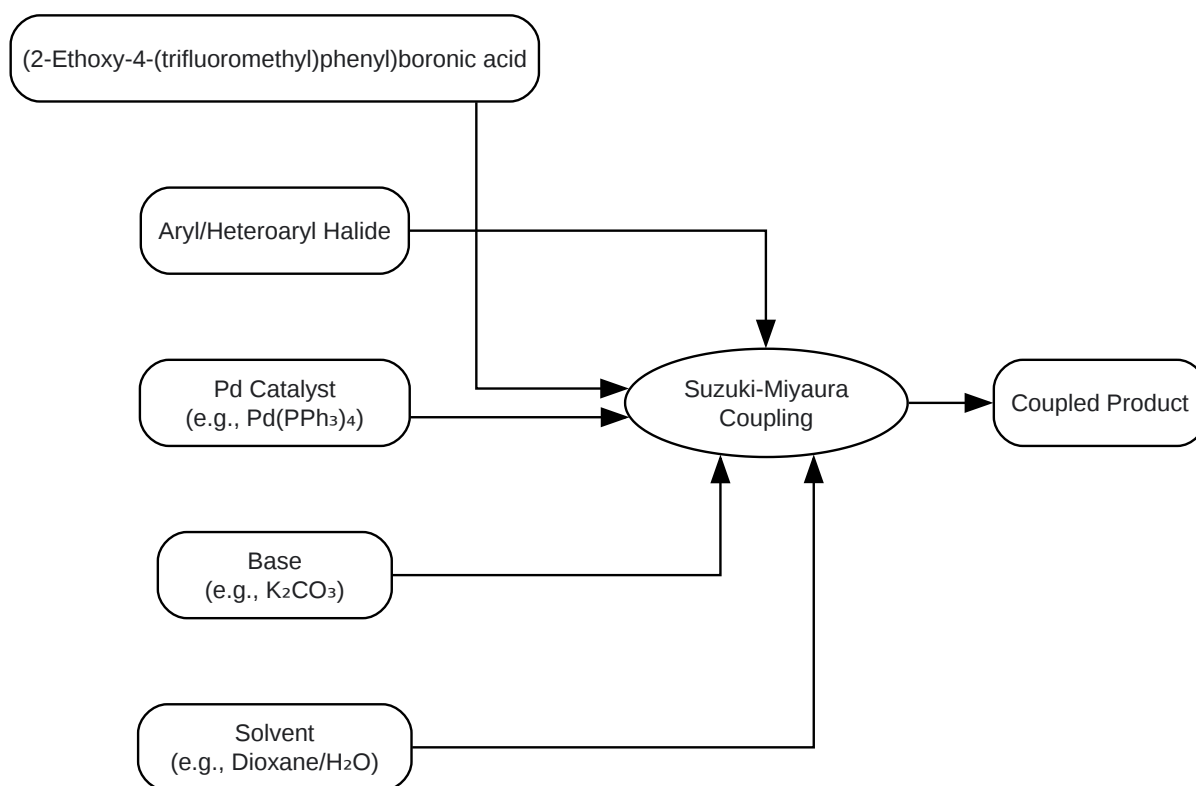 (2-Ethoxy-4-(trifluoromethyl)phenyl)boronic acid
Aryl/Heteroaryl Halide
Pd Catalyst
(e.g., Pd(PPh₃)₄)
Suzuki-Miyaura
Coupling
Coupled Product
Base
(e.g., K₂CO₃)
Solvent
(e.g., Dioxane/H₂O)